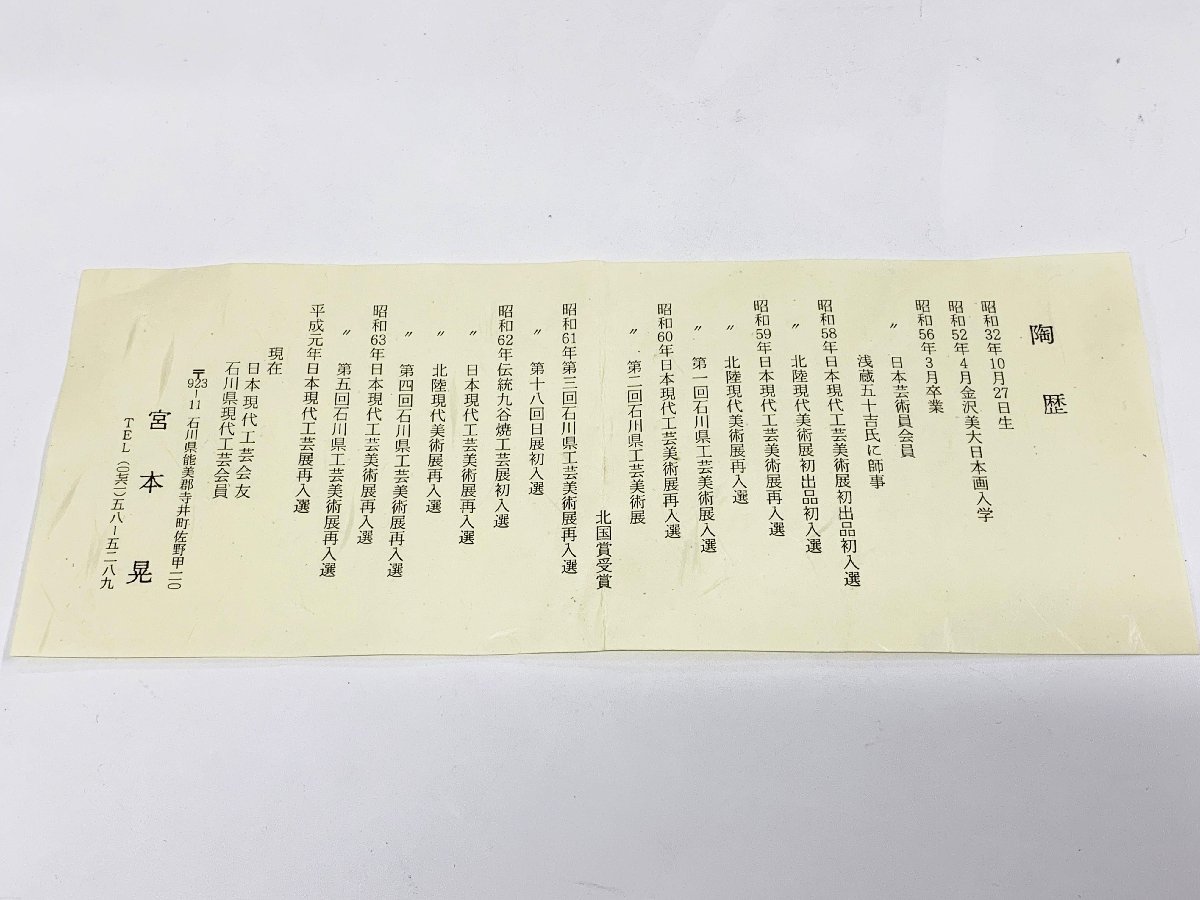 陶歴
昭和32年10月27日生
昭和52年4月金沢美大日本画入学
昭和56年3月卒業
〃 日本芸術員会員
浅蔵五十吉氏に師事
昭和58年日本現代工芸美術展初出品初入選
〃 北陸現代美術展初出品初入選
昭和59年日本現代工芸美術展再入選
〃 北陸現代美術展再入選
〃 第一回石川県工芸美術展入選
昭和60年日本現代工芸美術展再入選
〃 第二回石川県工芸美術展
北国賞受賞
昭和61年第三回石川県工芸美術展再入選
〃 第十八回日展初入選
昭和62年伝統九谷焼工芸展初入選
〃 日本現代工芸美術展再入選
〃 北陸現代美術展再入選
〃 第四回石川県工芸美術展再入選
昭和63年日本現代工芸美術展再入選
〃 第五回石川県工芸美術展再入選
平成元年日本現代工芸展再入選
現在
日本現代工芸会友
石川県現代工芸会員
〒923-11 石川県能美郡寺井町佐野甲二〇
宮本晃
TEL(〇七六一)五八-五二八九